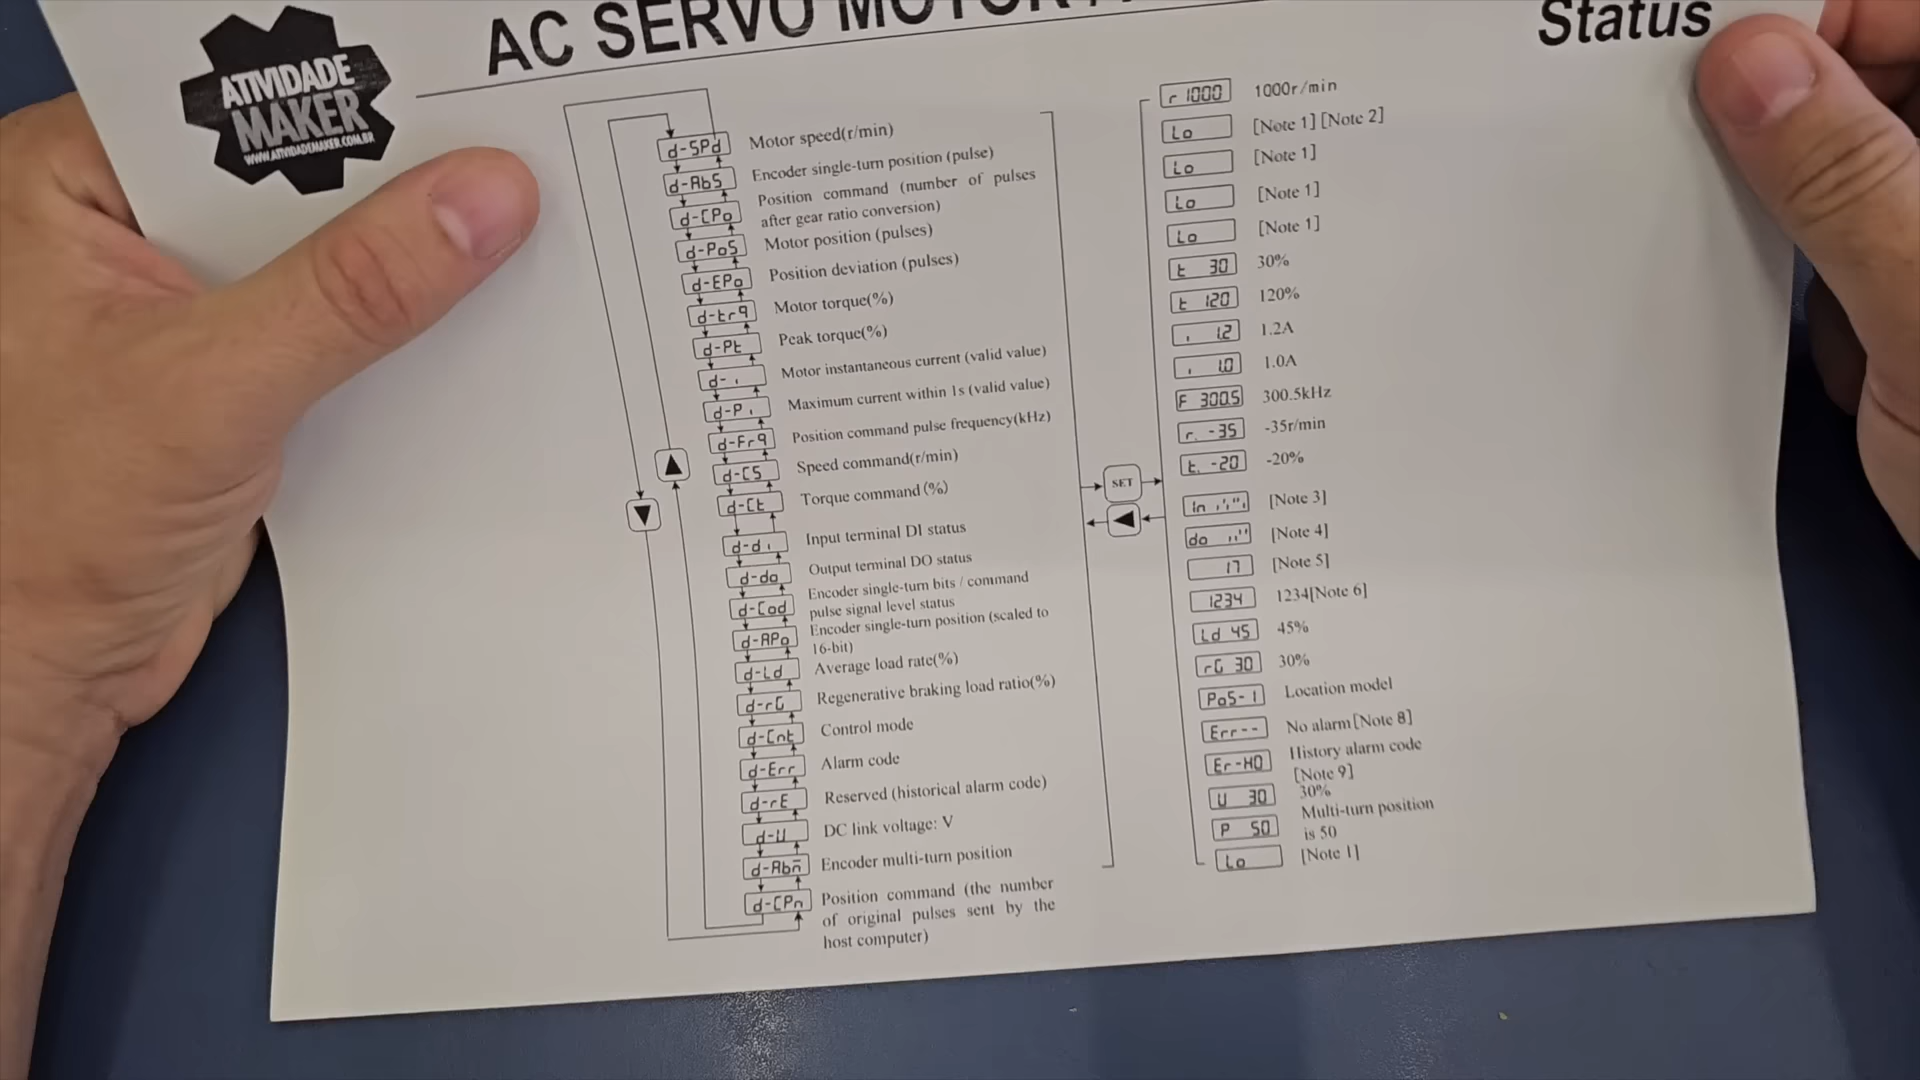 ATIVIDADE
MAKER
WWW.ATIVIDADEMAKER.COM.BR
AC SERVO MOTOR
Status
d-SPd Motor speed(r/min)
d-AbS Encoder single-turn position (pulse)
d-CPo Position command (number of pulses
after gear ratio conversion)
d-PoS Motor position (pulses)
d-EPo Position deviation (pulses)
d-trq Motor torque(%)
d-Pt Peak torque(%)
d- i Motor instantaneous current (valid value)
d-P i Maximum current within 1s (valid value)
d-Frq Position command pulse frequency(kHz)
d-CS Speed command(r/min)
d-Ct Torque command (%)
d-di Input terminal DI status
d-do Output terminal DO status
d-Cod Encoder single-turn bits / command
pulse signal level status
d-APo Encoder single-turn position (scaled to
16-bit)
d-Ld Average load rate(%)
d-rG Regenerative braking load ratio(%)
d-Cnt Control mode
d-Err Alarm code
d-rE Reserved (historical alarm code)
d-U DC link voltage: V
d-Abn̄ Encoder multi-turn position
d-CPn Position command (the number
of original pulses sent by the
host computer)
▲
▼
SET
◀
r 1000 1000r/min
Lo [Note 1] [Note 2]
Lo [Note 1]
Lo [Note 1]
Lo [Note 1]
t 30 30%
t 120 120%
i 1.2 1.2A
i 1.0 1.0A
F 300.5 300.5kHz
r. -35 -35r/min
t. -20 -20%
In [Note 3]
do [Note 4]
17 [Note 5]
1234 1234[Note 6]
Ld 45 45%
rG 30 30%
PoS-1 Location model
Err-- No alarm[Note 8]
Er-H0 History alarm code
[Note 9]
U 30 30%
P 50 Multi-turn position
is 50
Lo [Note 1]